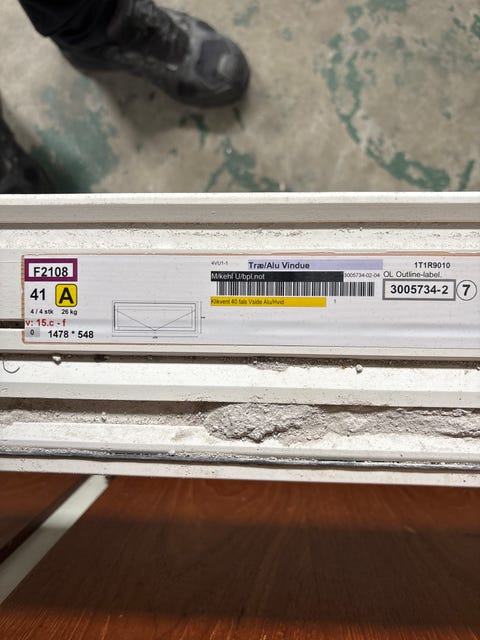 F2108
41 A
4 / 4 stk 26 kg
v: 15.c - f
0 1478 * 548
4VU1-1 Træ/Alu Vindue 1T1R9010
M/kehl U/bpl.not 3005734-02-04 OL Outline-label.
3005734-2 7
Klikvent 40 fals Vside Alu/Hvid 1